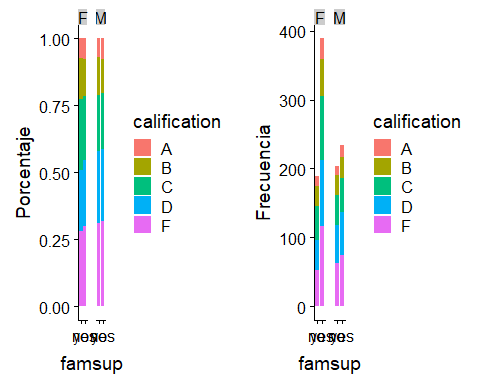 F M
1.00
0.75
0.50
0.25
0.00
Porcentaje
no yes no yes
famsup
calification
A
B
C
D
F
F M
400
300
200
100
0
Frecuencia
no yes no yes
famsup
calification
A
B
C
D
F